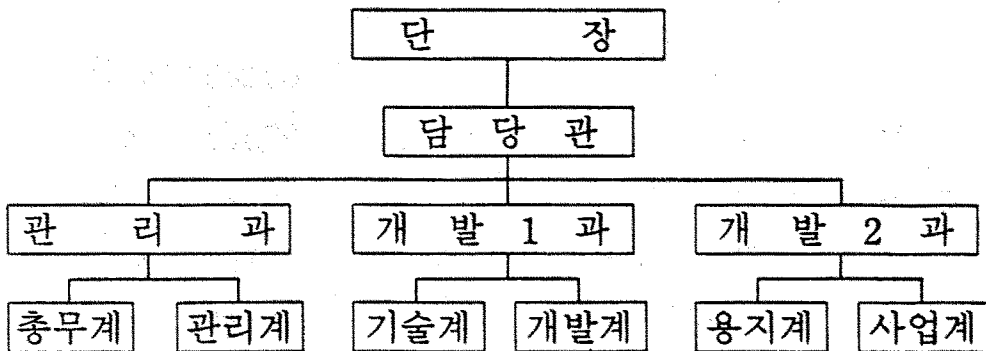 단 장
담 당 관
관 리 과 개 발 1 과 개 발 2 과
총무계 관리계 기술계 개발계 용지계 사업계